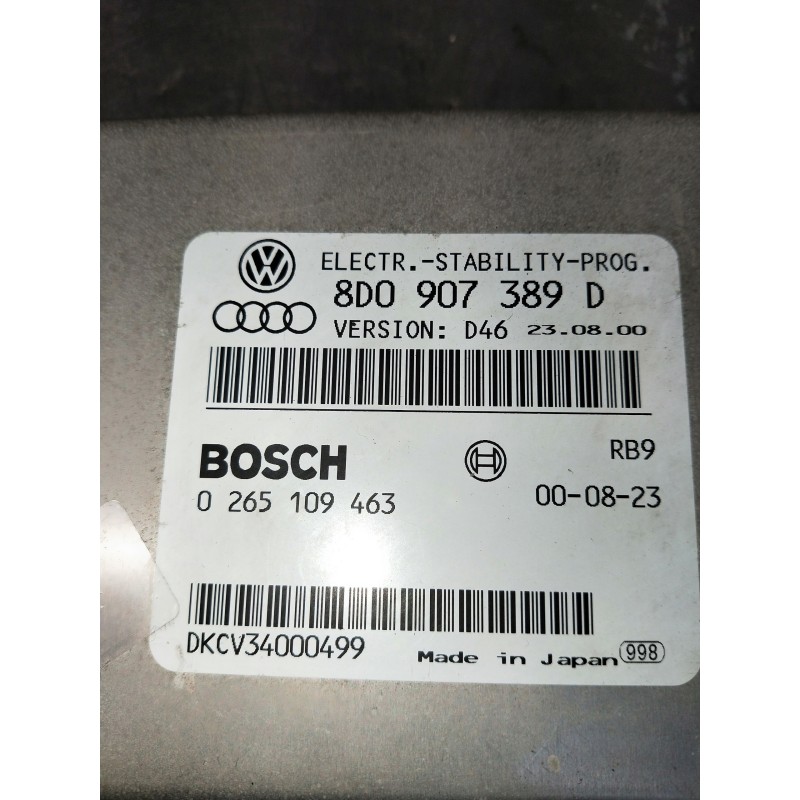 ELECTR.-STABILITY-PROG.
8D0 907 389 D
VERSION: D46 23.08.00
BOSCH
RB9
0 265 109 463
00-08-23
DKCV34000499
Made in Japan 998